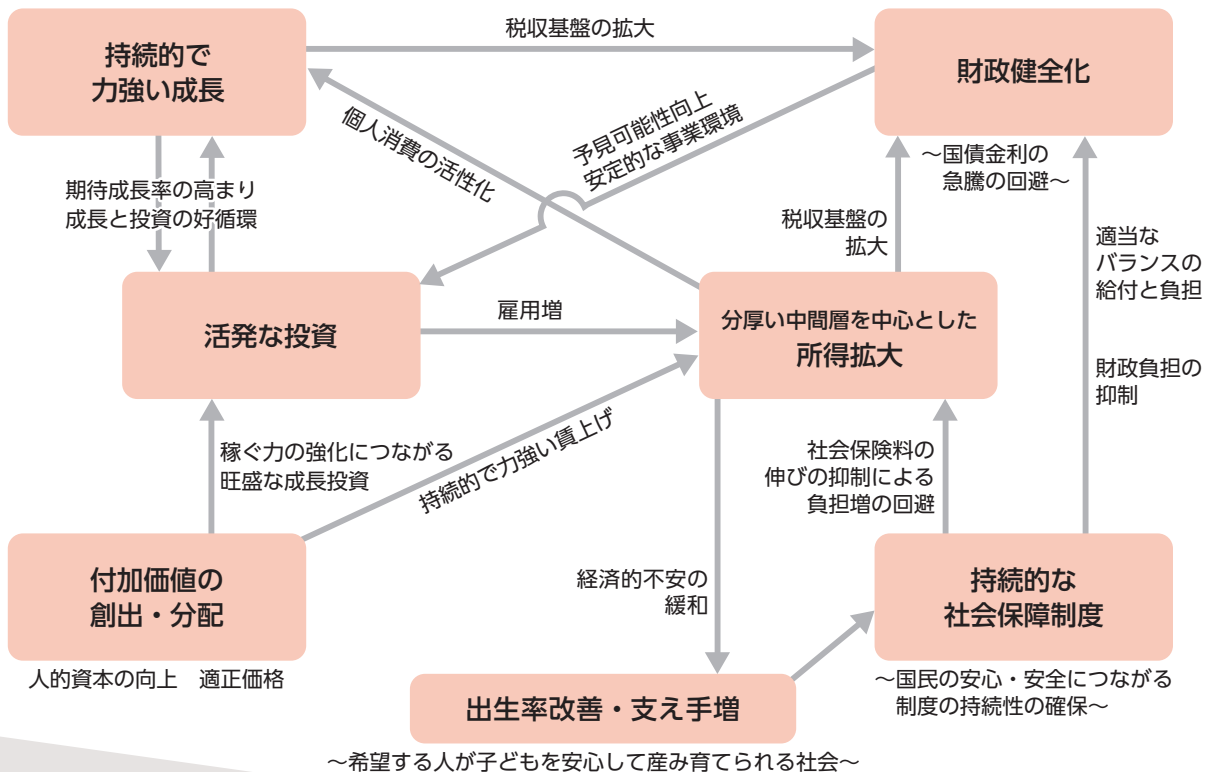 持続的で
力強い成長
税収基盤の拡大
財政健全化
個人消費の活性化
予見可能性向上
安定的な事業環境
～国債金利の
急騰の回避～
期待成長率の高まり
成長と投資の好循環
税収基盤の
拡大
適当な
バランスの
給付と負担
活発な投資
雇用増
分厚い中間層を中心とした
所得拡大
財政負担の
抑制
稼ぐ力の強化につながる
旺盛な成長投資
持続的で力強い賃上げ
社会保険料の
伸びの抑制による
負担増の回避
付加価値の
創出・分配
人的資本の向上　適正価格
経済的不安の
緩和
持続的な
社会保障制度
～国民の安心・安全につながる
制度の持続性の確保～
出生率改善・支え手増
～希望する人が子どもを安心して産み育てられる社会～